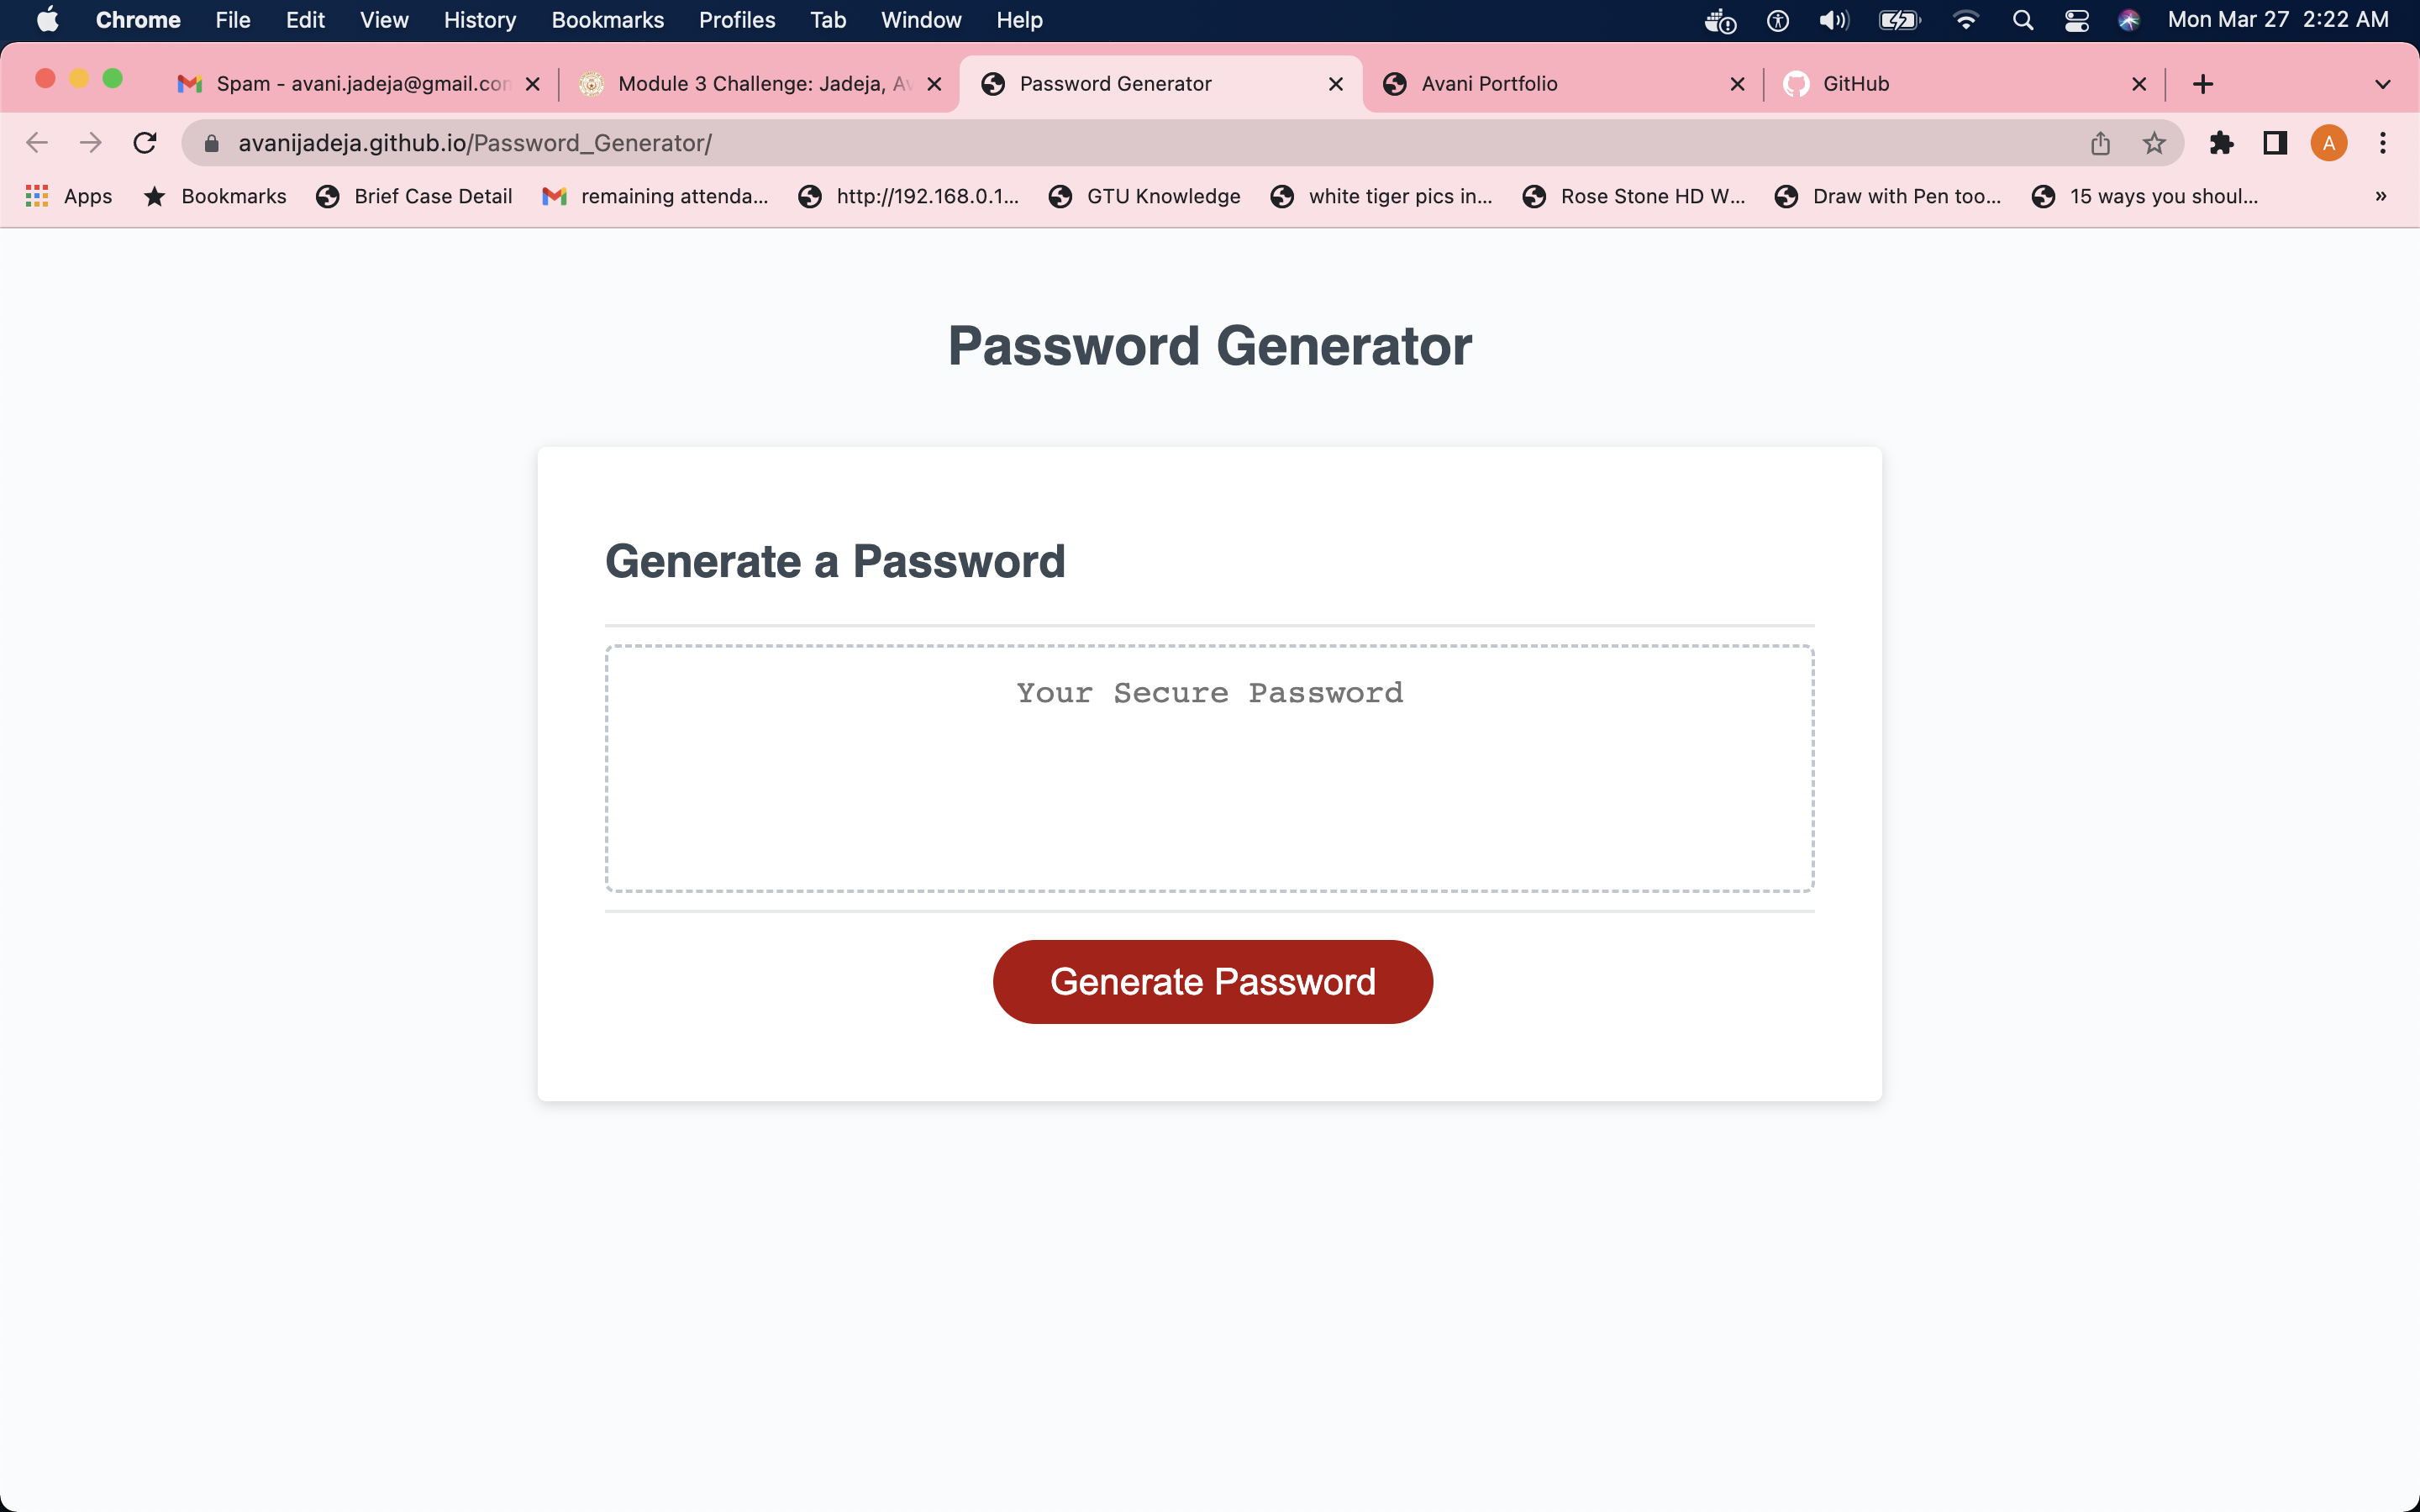 Chrome File Edit View History Bookmarks Profiles Tab Window Help Mon Mar 27 2:22 AM
Spam - avani.jadeja@gmail.com Module 3 Challenge: Jadeja, Av Password Generator Avani Portfolio GitHub
avanijadeja.github.io/Password_Generator/ A
Apps Bookmarks Brief Case Detail remaining attenda... http://192.168.0.1... GTU Knowledge white tiger pics in... Rose Stone HD W... Draw with Pen too... 15 ways you shoul... »
Password Generator
Generate a Password
Your Secure Password
Generate Password